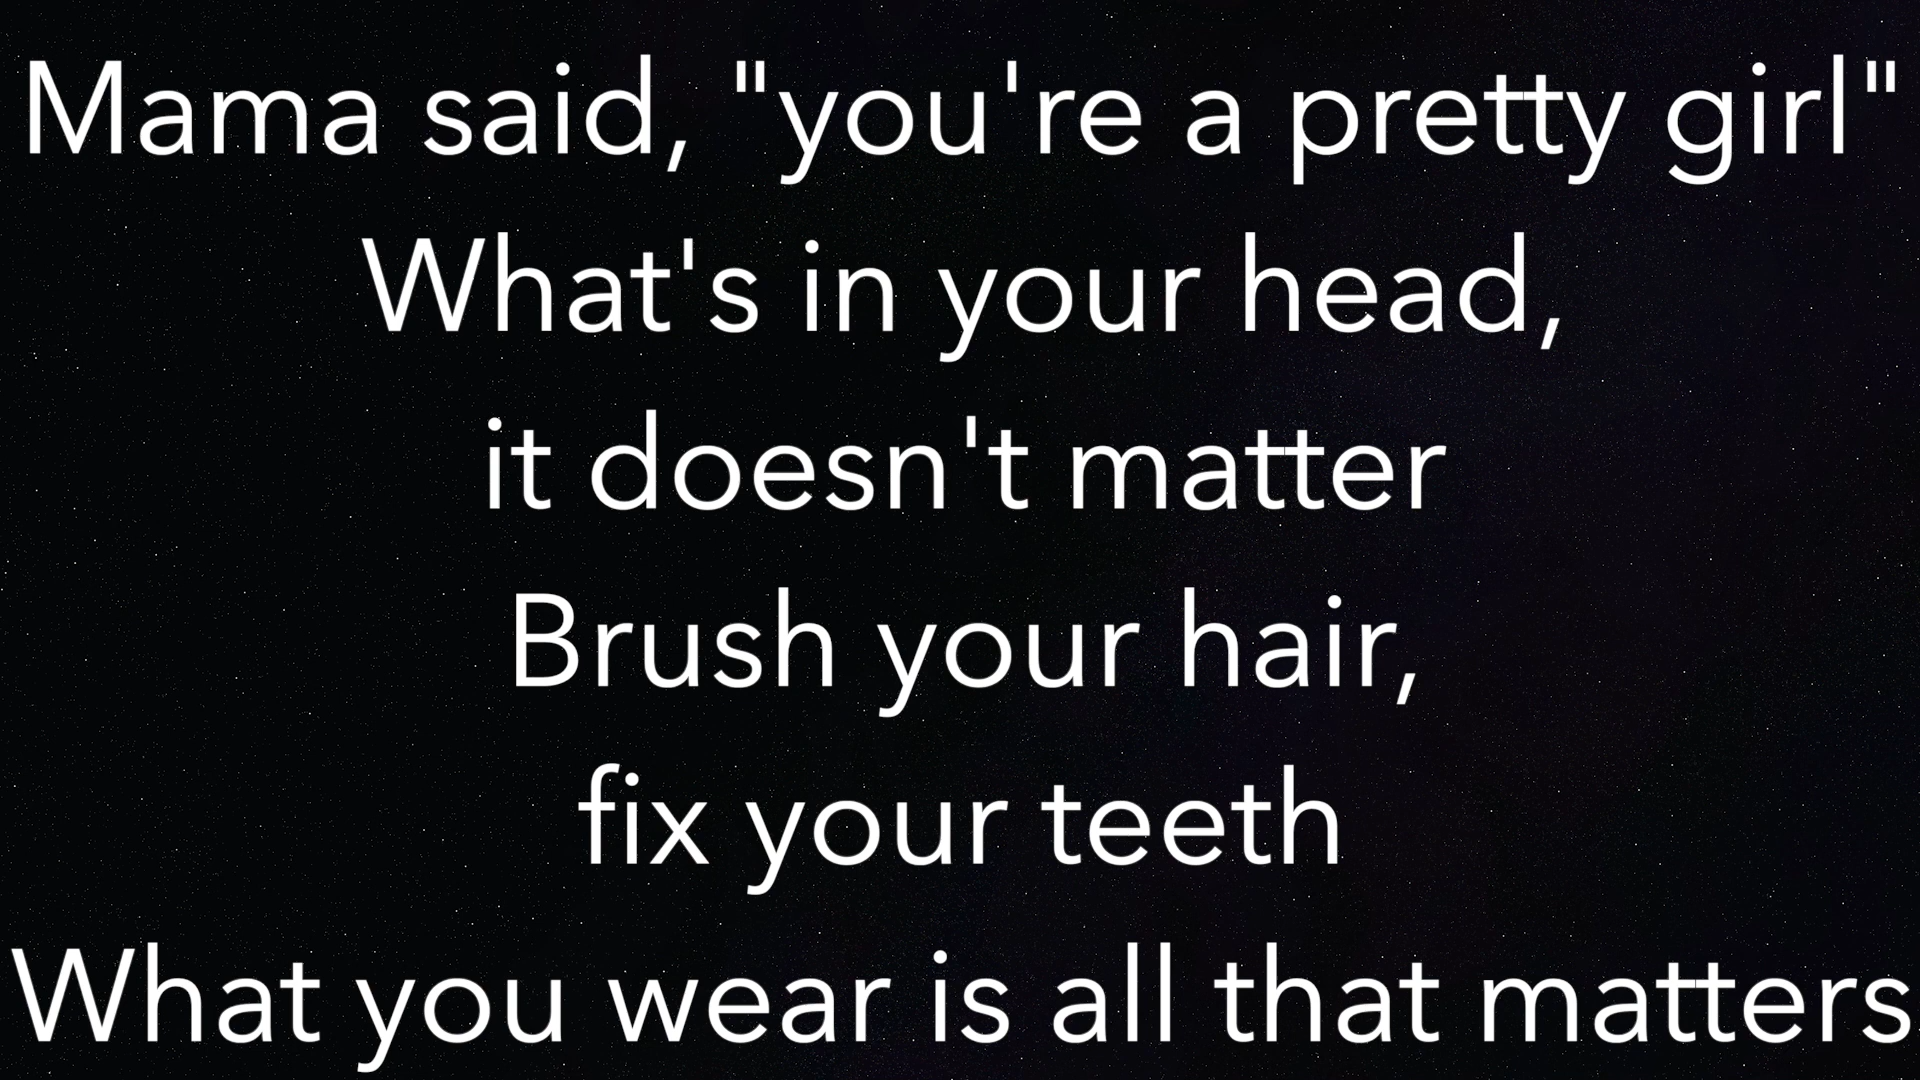 Mama said, "you're a pretty girl"
What's in your head,
it doesn't matter
Brush your hair,
fix your teeth
What you wear is all that matters